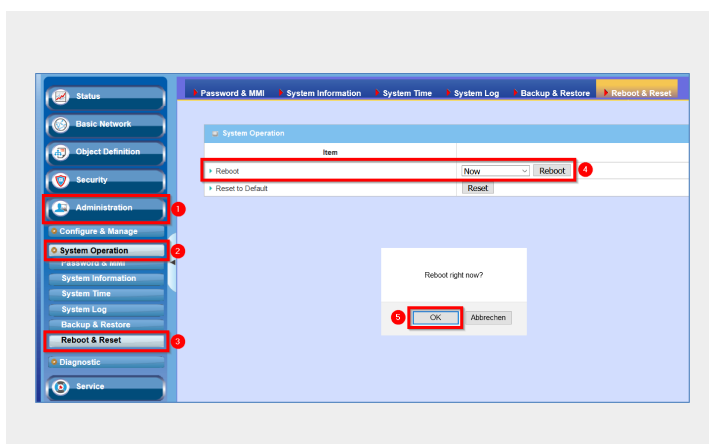 Status
Basic Network
Object Definition
Security
Administration 1
Configure & Manage
System Operation 2
Password & MMI
System Information
System Time
System Log
Backup & Restore
Reboot & Reset 3
Diagnostic
Service
Password & MMI System Information System Time System Log Backup & Restore Reboot & Reset
System Operation
Item
Reboot Now Reboot 4
Reset to Default Reset
Reboot right now?
5 OK Abbrechen